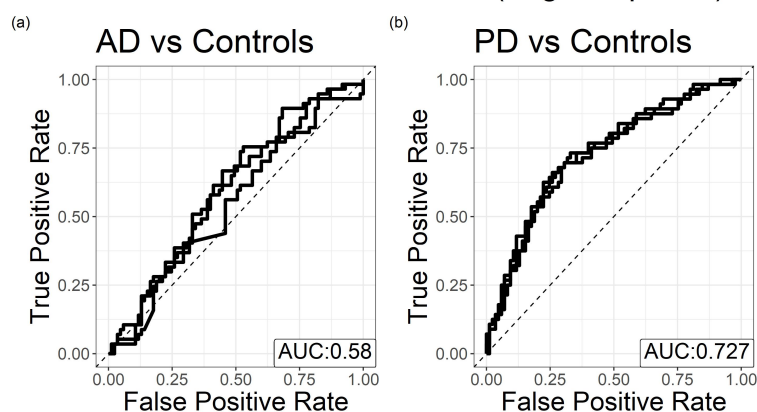 (a)
AD vs Controls
True Positive Rate
1.00
0.75
0.50
0.25
0.00
AUC:0.58
0.00 0.25 0.50 0.75 1.00
False Positive Rate
(b)
PD vs Controls
True Positive Rate
1.00
0.75
0.50
0.25
0.00
AUC:0.727
0.00 0.25 0.50 0.75 1.00
False Positive Rate